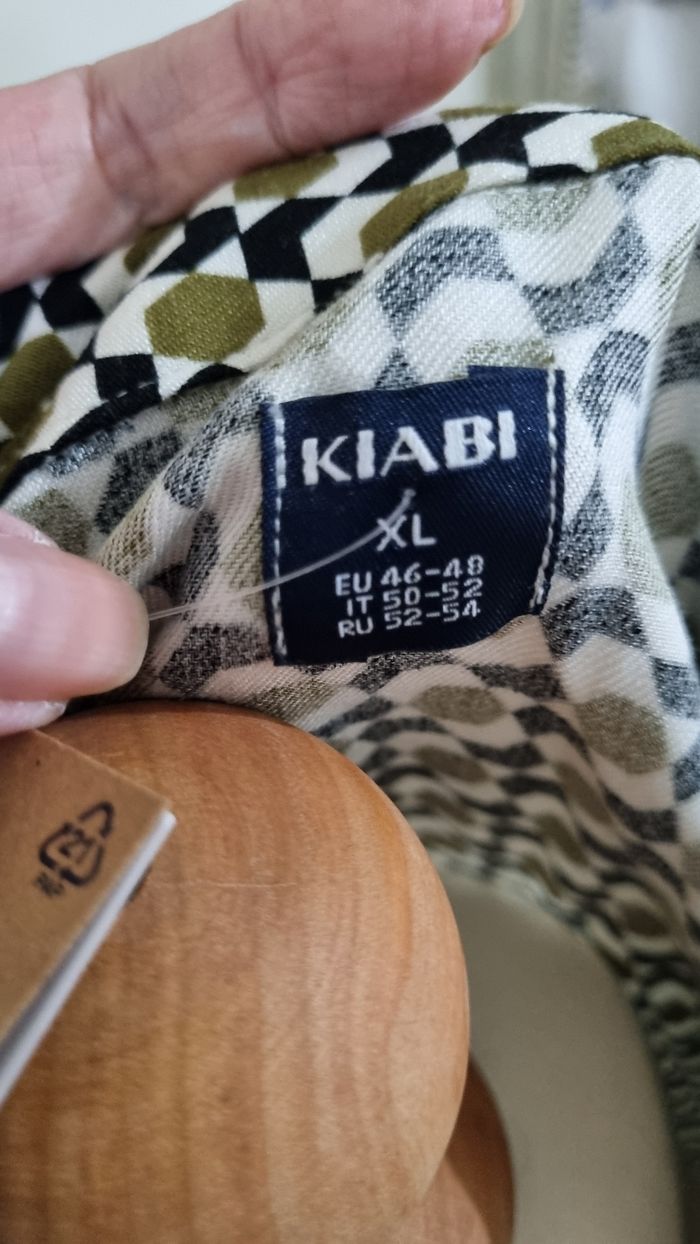 KIABI
XL
EU 46-48
IT 50-52
RU 52-54